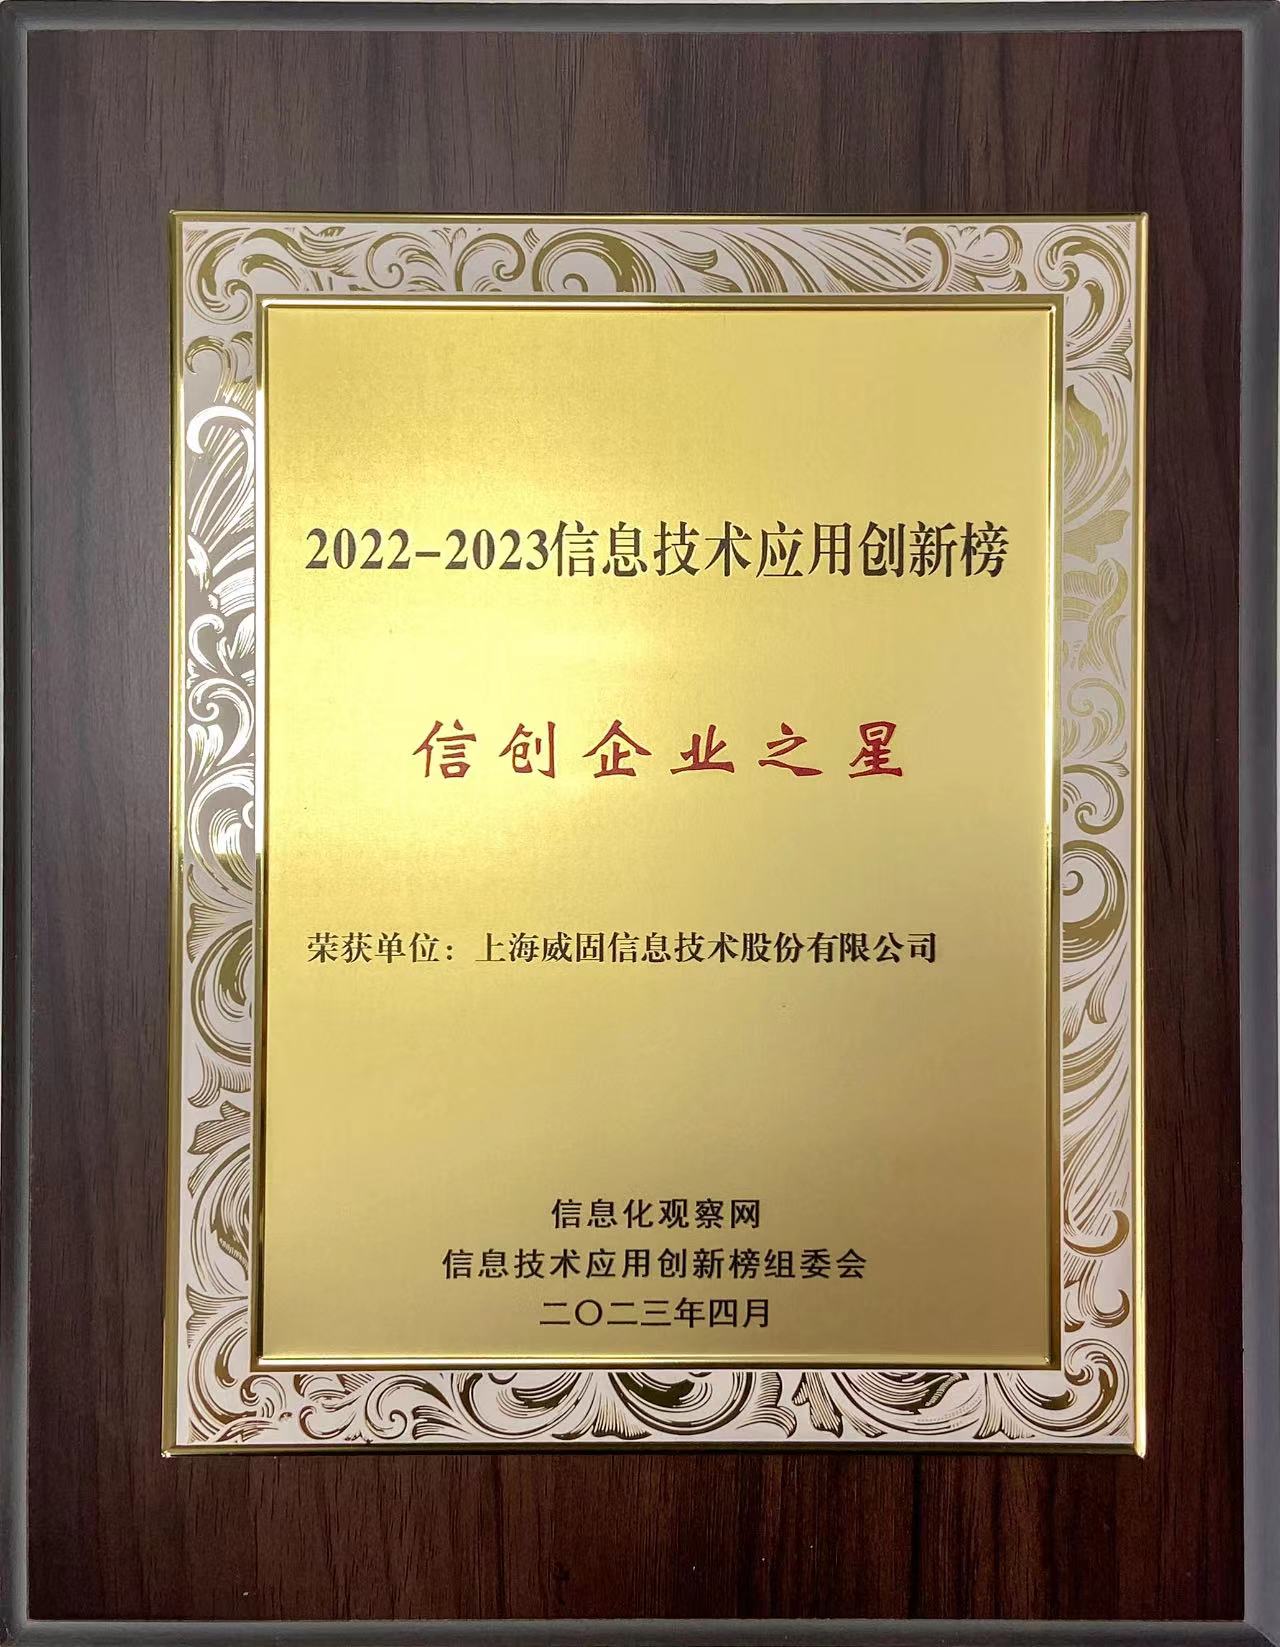 2022-2023信息技术应用创新榜
信创企业之星
荣获单位：上海威固信息技术股份有限公司
信息化观察网
信息技术应用创新榜组委会
二〇二三年四月